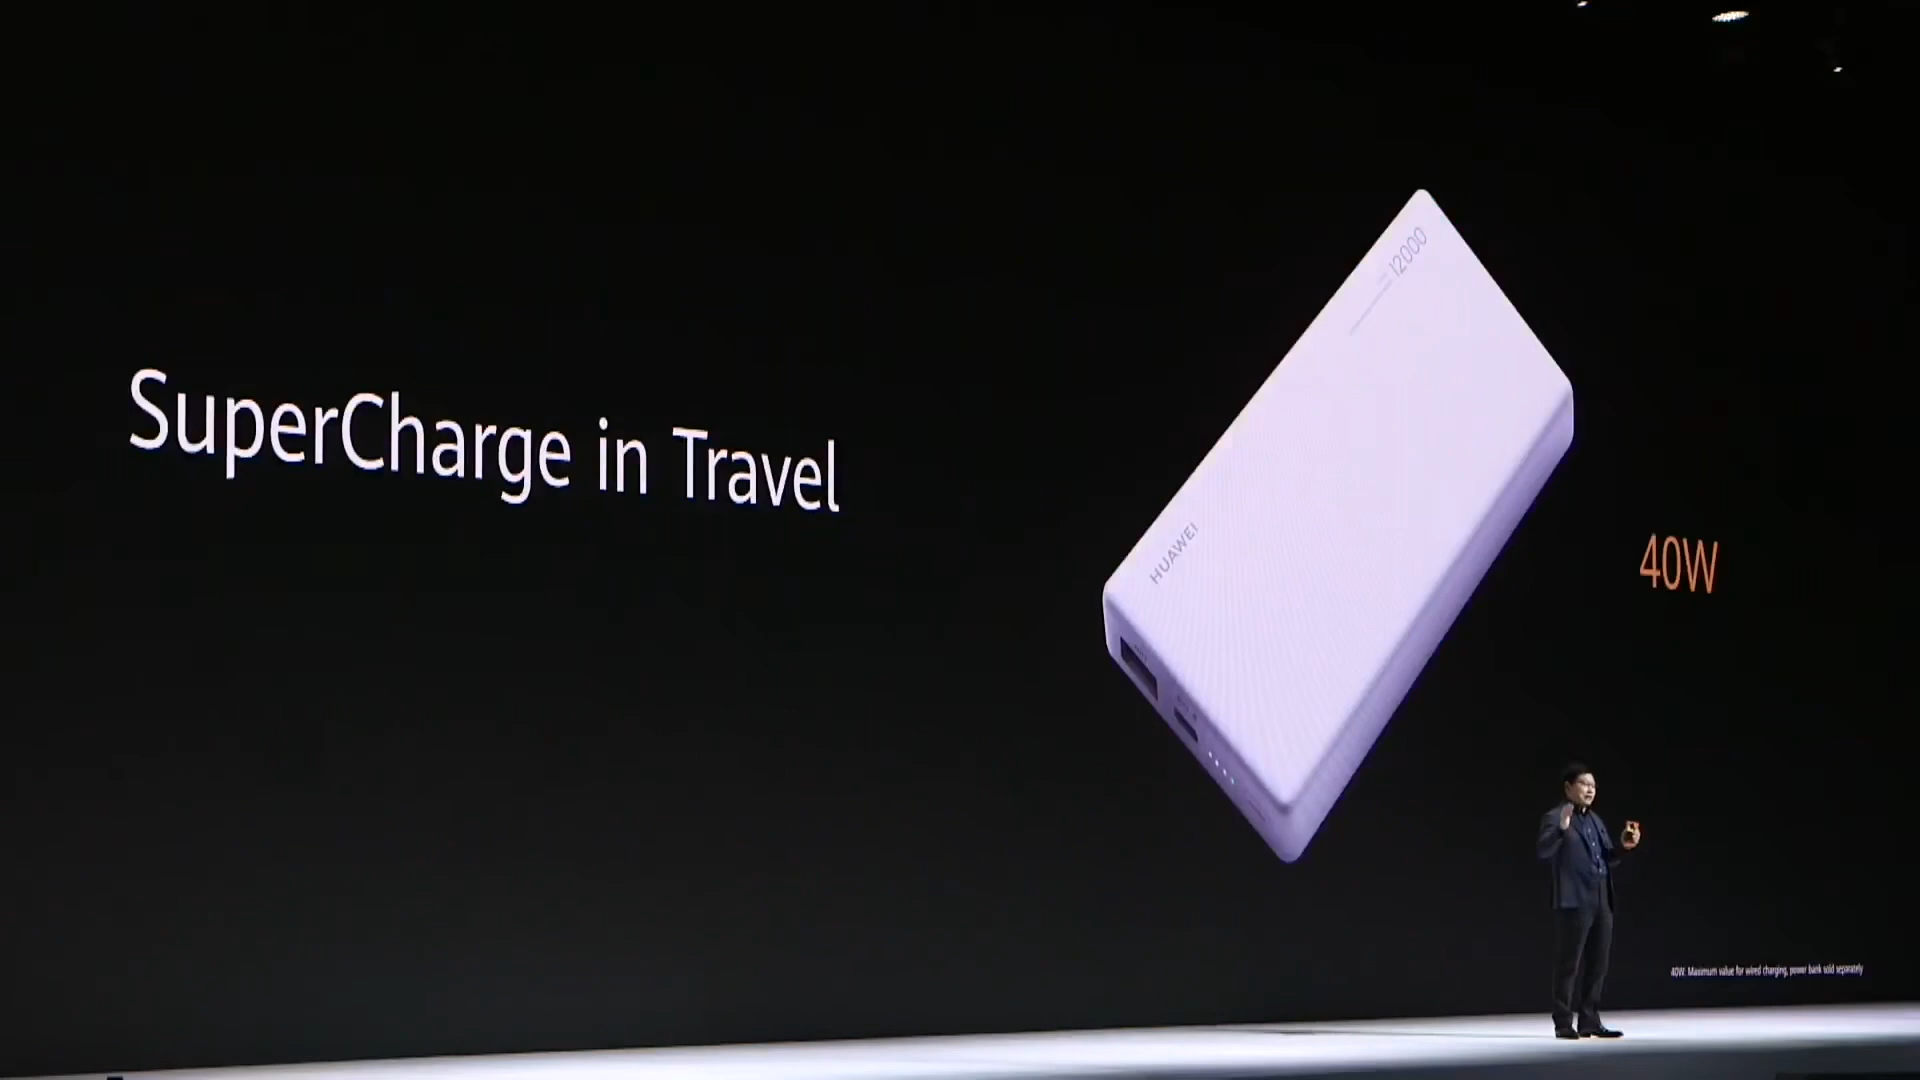 12000
SuperCharge in Travel
HUAWEI
40W
40W: Maximum value for wired charging, power bank sold separately